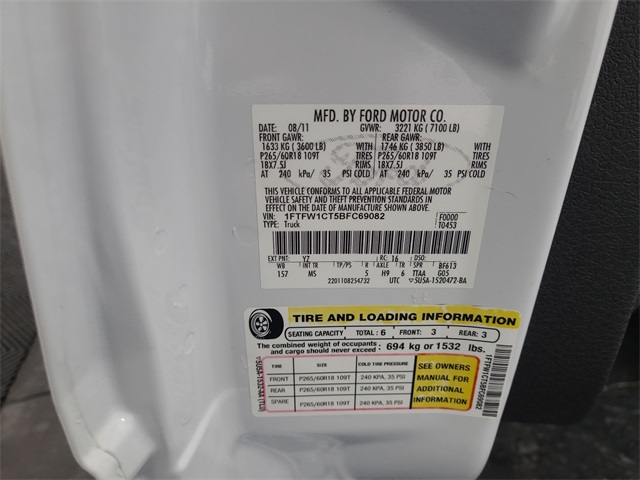 MFD. BY FORD MOTOR CO.
DATE: 08/11 GVWR: 3221 KG ( 7100 LB)
FRONT GAWR: REAR GAWR:
1633 KG ( 3600 LB) WITH 1746 KG ( 3850 LB) WITH
P265/60R18 109T TIRES P265/60R18 109T TIRES
18X7.5J RIMS 18X7.5J RIMS
AT 240 kPa/ 35 PSI COLD AT 240 kPa/ 35 PSI COLD
THIS VEHICLE CONFORMS TO ALL APPLICABLE FEDERAL MOTOR
VEHICLE SAFETY AND THEFT PREVENTION STANDARDS IN
EFFECT ON THE DATE OF MANUFACTURE SHOWN ABOVE.
VIN: 1FTFW1CT5BFC69082 F0000
TYPE: Truck T0453
EXT PNT: YZ RC: 16 DSO:
WB INT TR TP/PS R AXLE TR SPR BF613
157 MS 5 H9 6 TTAA G05
2201108254732 UTC ▽5U5A-1520472-BA
TIRE AND LOADING INFORMATION
SEATING CAPACITY TOTAL: 6 FRONT: 3 REAR: 3
The combined weight of occupants
and cargo should never exceed: 694 kg or 1532 lbs.
TIRE SIZE COLD TIRE PRESSURE
FRONT P265/60R18 109T 240 KPA, 35 PSI
REAR P265/60R18 109T 240 KPA, 35 PSI
SPARE P265/60R18 109T 240 KPA, 35 PSI
SEE OWNERS
MANUAL FOR
ADDITIONAL
INFORMATION
1FTFW1CT5BFC69082